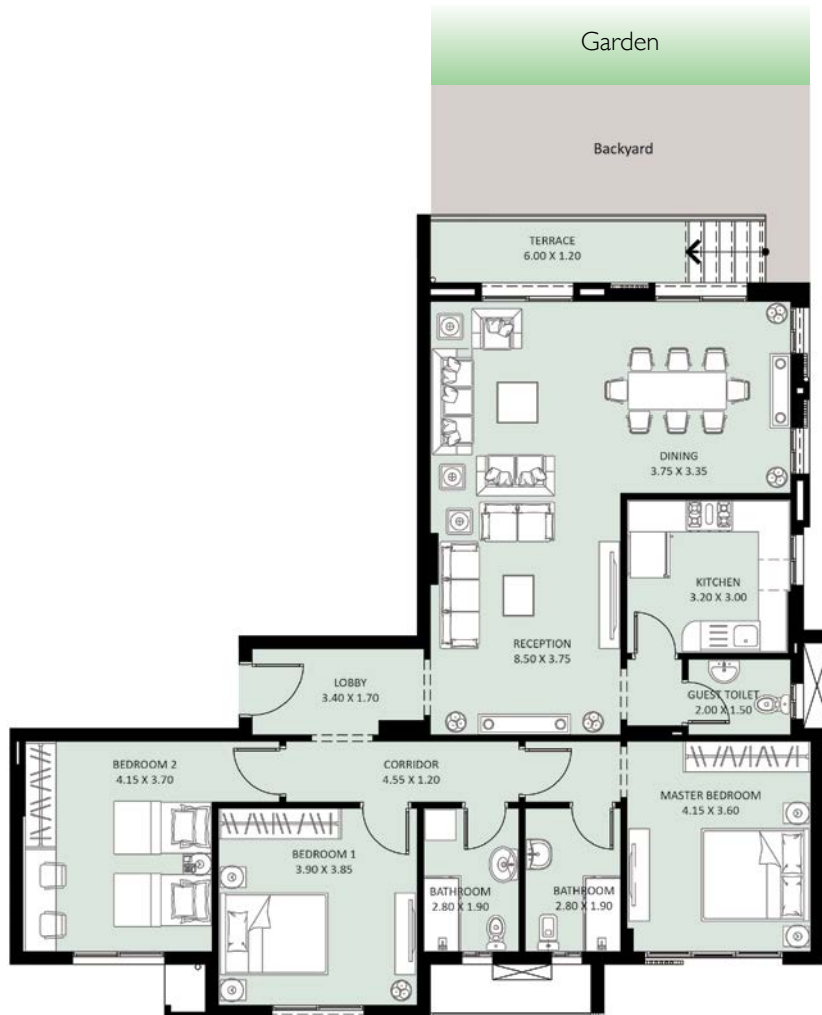 Garden
Backyard
TERRACE
6.00 X 1.20
DINING
3.75 X 3.35
KITCHEN
3.20 X 3.00
RECEPTION
8.50 X 3.75
LOBBY
3.40 X 1.70
GUEST TOILET
2.00 X 1.50
BEDROOM 2
4.15 X 3.70
CORRIDOR
4.55 X 1.20
MASTER BEDROOM
4.15 X 3.60
BEDROOM 1
3.90 X 3.85
BATHROOM
2.80 X 1.90
BATHROOM
2.80 X 1.90